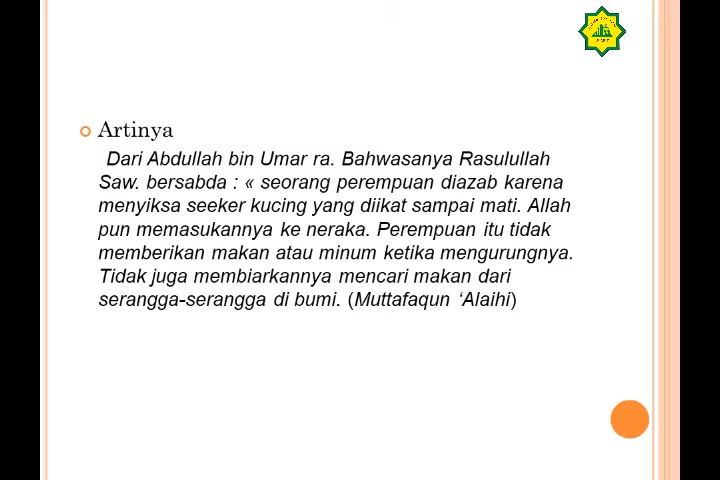 Artinya
Dari Abdullah bin Umar ra. Bahwasanya Rasulullah
Saw. bersabda : « seorang perempuan diazab karena
menyiksa seeker kucing yang diikat sampai mati. Allah
pun memasukannya ke neraka. Perempuan itu tidak
memberikan makan atau minum ketika mengurungnya.
Tidak juga membiarkannya mencari makan dari
serangga-serangga di bumi. (Muttafaqun ‘Alaihi)